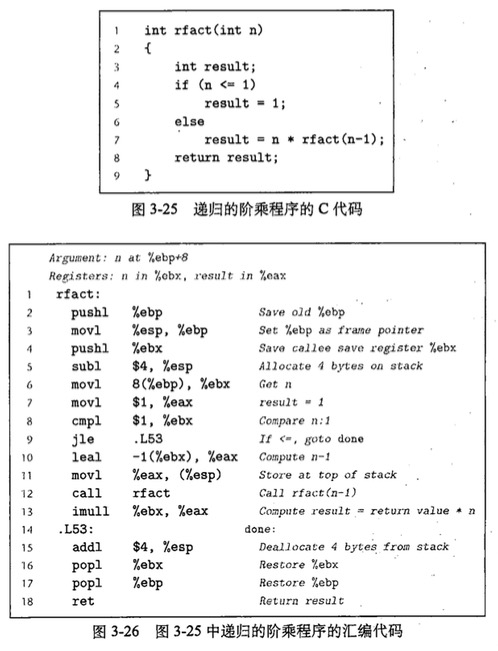 1 int rfact(int n)
2 {
3 int result;
4 if (n <= 1)
5 result = 1;
6 else
7 result = n * rfact(n-1);
8 return result;
9 }
图 3-25 递归的阶乘程序的 C 代码
Argument: n at %ebp+8
Registers: n in %ebx, result in %eax
1 rfact:
2 pushl %ebp Save old %ebp
3 movl %esp, %ebp Set %ebp as frame pointer
4 pushl %ebx Save callee save register %ebx
5 subl $4, %esp Allocate 4 bytes on stack
6 movl 8(%ebp), %ebx Get n
7 movl $1, %eax result = 1
8 cmpl $1, %ebx Compare n:1
9 jle .L53 If <=, goto done
10 leal -1(%ebx), %eax Compute n-1
11 movl %eax, (%esp) Store at top of stack
12 call rfact Call rfact(n-1)
13 imull %ebx, %eax Compute result = return value * n
14 .L53: done:
15 addl $4, %esp Deallocate 4 bytes from stack
16 popl %ebx Restore %ebx
17 popl %ebp Restore %ebp
18 ret Return result
图 3-26 图 3-25 中递归的阶乘程序的汇编代码